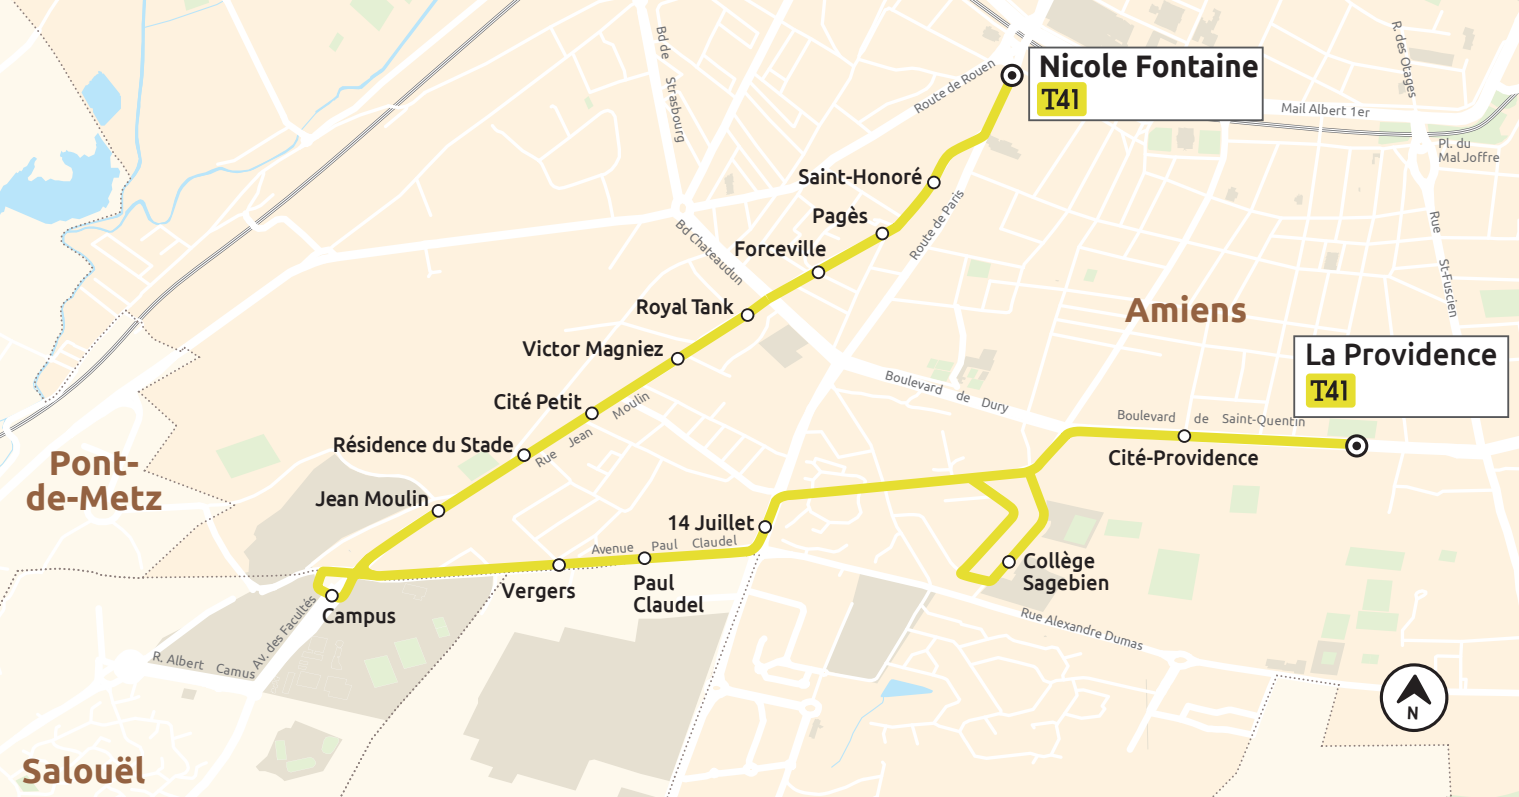 Nicole Fontaine
T41
Route de Rouen
Bd de Strasbourg
R. des Otages
Mail Albert 1er
Pl. du
Mal Joffre
Saint-Honoré
Pagès
Route de Paris
Rue St-Fuscien
Forceville
Bd Chateaudun
Royal Tank
Amiens
Victor Magniez
La Providence
T41
Boulevard de Dury
Cité Petit
Rue Jean Moulin
Boulevard de Saint-Quentin
Résidence du Stade
Cité-Providence
Pont-
de-Metz
Jean Moulin
14 Juillet
Avenue Paul Claudel
Collège
Sagebien
Vergers
Paul
Claudel
Campus
Av. des Facultés
Rue Alexandre Dumas
R. Albert Camus
N
Salouël